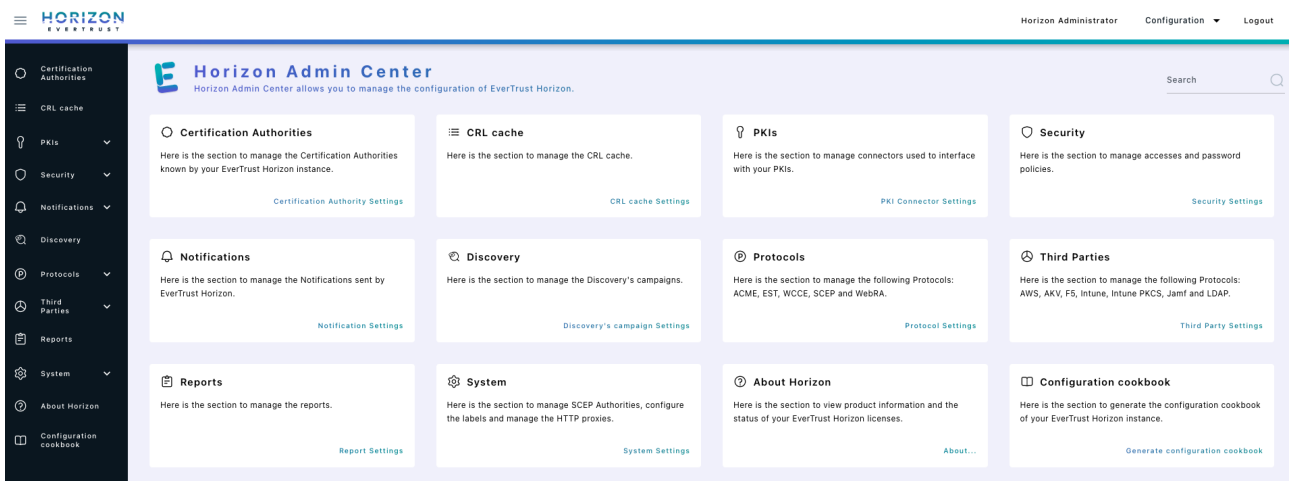 HORIZON
EVERTRUST
Horizon Administrator
Configuration
Logout
Certification
Authorities
CRL cache
PKIs
Security
Notifications
Discovery
Protocols
Third
Parties
Reports
System
About Horizon
Configuration
cookbook
Horizon Admin Center
Horizon Admin Center allows you to manage the configuration of EverTrust Horizon.
Search
Certification Authorities
Here is the section to manage the Certification Authorities
known by your EverTrust Horizon instance.
Certification Authority Settings
CRL cache
Here is the section to manage the CRL cache.
CRL cache Settings
PKIs
Here is the section to manage connectors used to interface
with your PKIs.
PKI Connector Settings
Security
Here is the section to manage accesses and password
policies.
Security Settings
Notifications
Here is the section to manage the Notifications sent by
EverTrust Horizon.
Notification Settings
Discovery
Here is the section to manage the Discovery's campaigns.
Discovery's campaign Settings
Protocols
Here is the section to manage the following Protocols:
ACME, EST, WCCE, SCEP and WebRA.
Protocol Settings
Third Parties
Here is the section to manage the following Protocols:
AWS, AKV, F5, Intune, Intune PKCS, Jamf and LDAP.
Third Party Settings
Reports
Here is the section to manage the reports.
Report Settings
System
Here is the section to manage SCEP Authorities, configure
the labels and manage the HTTP proxies.
System Settings
About Horizon
Here is the section to view product information and the
status of your EverTrust Horizon licenses.
About...
Configuration cookbook
Here is the section to generate the configuration cookbook
of your EverTrust Horizon instance.
Generate configuration cookbook